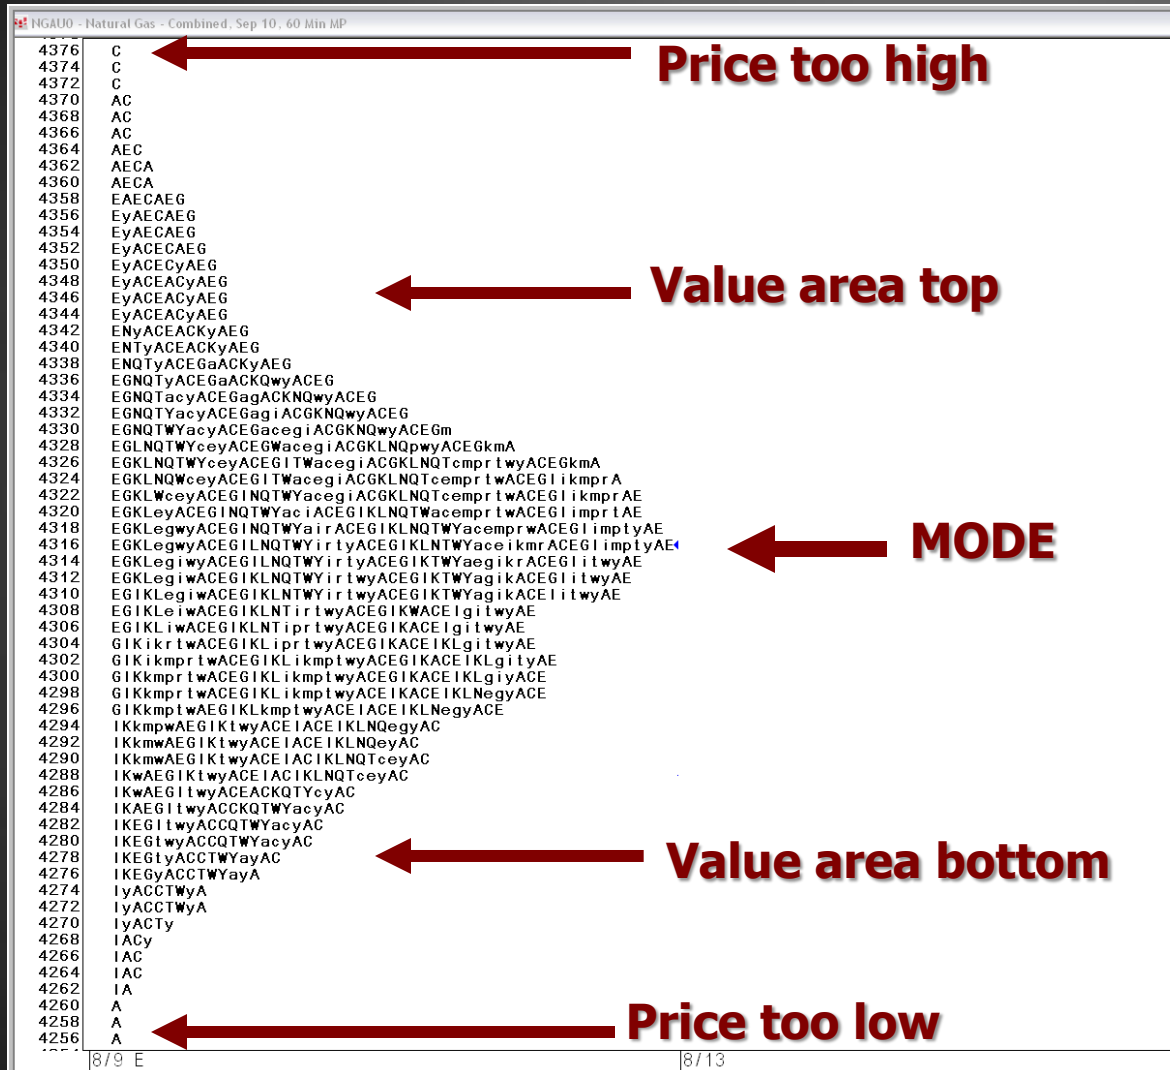 NGAU0 - Natural Gas - Combined, Sep 10, 60 Min MP
4376 C
Price too high
4374 C
4372 C
4370 AC
4368 AC
4366 AC
4364 AEC
4362 AECA
4360 AECA
4358 EAECAEG
4356 EyAECAEG
4354 EyAECAEG
4352 EyACECAEG
4350 EyACECyAEG
4348 EyACEACyAEG
Value area top
4346 EyACEACyAEG
4344 EyACEACyAEG
4342 ENyACEACKyAEG
4340 ENTyACEACKyAEG
4338 ENQTyACEGaACKyAEG
4336 EGNQTyACEGaACKQwyACEG
4334 EGNQTacyACEGagACKNQwyACEG
4332 EGNQTYacyACEGagiACGKNQwyACEG
4330 EGNQTWYacyACEGacegiACGKNQwyACEGm
4328 EGLNQTWYceyACEGWacegiACGKLNQpwyACEGkmA
4326 EGKLNQTWYceyACEGITWacegiACGKLNQTcmprtwyACEGkmA
4324 EGKLNQWceyACEGITWacegiACGKLNQTcemprtwACEGIikmprA
4322 EGKLWceyACEGINQTWYacegiACGKLNQTcemprtwACEGIikmprAE
4320 EGKLeyACEGINQTWYaciACEGIKLNQTWacemprtwACEGIimprtAE
4318 EGKLegwyACEGINQTWYairACEGIKLNQTWYacemprwACEGIimptyAE
4316 EGKLegwyACEGILNQTWYirtyACEGIKLNTWYaceikmrACEGIimptyAE
MODE
4314 EGKLegiwyACEGILNQTWYirtyACEGIKTWYaegikrACEGIitwyAE
4312 EGKLegiwyACEGIKLNQTWYirtwyACEGIKTWYagikACEGIitwyAE
4310 EGIKLegiwACEGIKLNTWYirtwyACEGIKTWYagikACEIitwyAE
4308 EGIKLeiwACEGIKLNTirtwyACEGIKWACEIgitwyAE
4306 EGIKLiwACEGIKLNTiprtwyACEGIKACEIgitwyAE
4304 GIKikrtwACEGIKLiprtwyACEGIKACEIKLgitwyAE
4302 GIKikmprtwACEGIKLikmptwyACEGIKACEIKLgityAE
4300 GIKkmprtwACEGIKLikmptwyACEGIKACEIKLgiyACE
4298 GIKkmprtwACEGIKLikmptwyACEIKACEIKLNegyACE
4296 GIKkmptwAEGIKLkmptwyACEIACEIKLNegyACE
4294 IKkmpwAEGIKtwyACEIACEIKLNQegyAC
4292 IKkmwAEGIKtwyACEIACEIKLNQeyAC
4290 IKkmwAEGIKtwyACEIACIKLNQTceyAC
4288 IKwAEGIKtwyACEIACIKLNQTceyAC
4286 IKwAEGItwyACEACKQTYcyAC
4284 IKAEGItwyACCKQTWYacyAC
4282 IKEGItwyACCQTWYacyAC
4280 IKEGtwyACCQTWYacyAC
4278 IKEGtyACCTWYayAC
Value area bottom
4276 IKEGyACCTWYayA
4274 IyACCTWyA
4272 IyACCTWyA
4270 IyACTy
4268 IACy
4266 IAC
4264 IAC
4262 IA
4260 A
4258 A
Price too low
4256 A
8/9 E 8/13